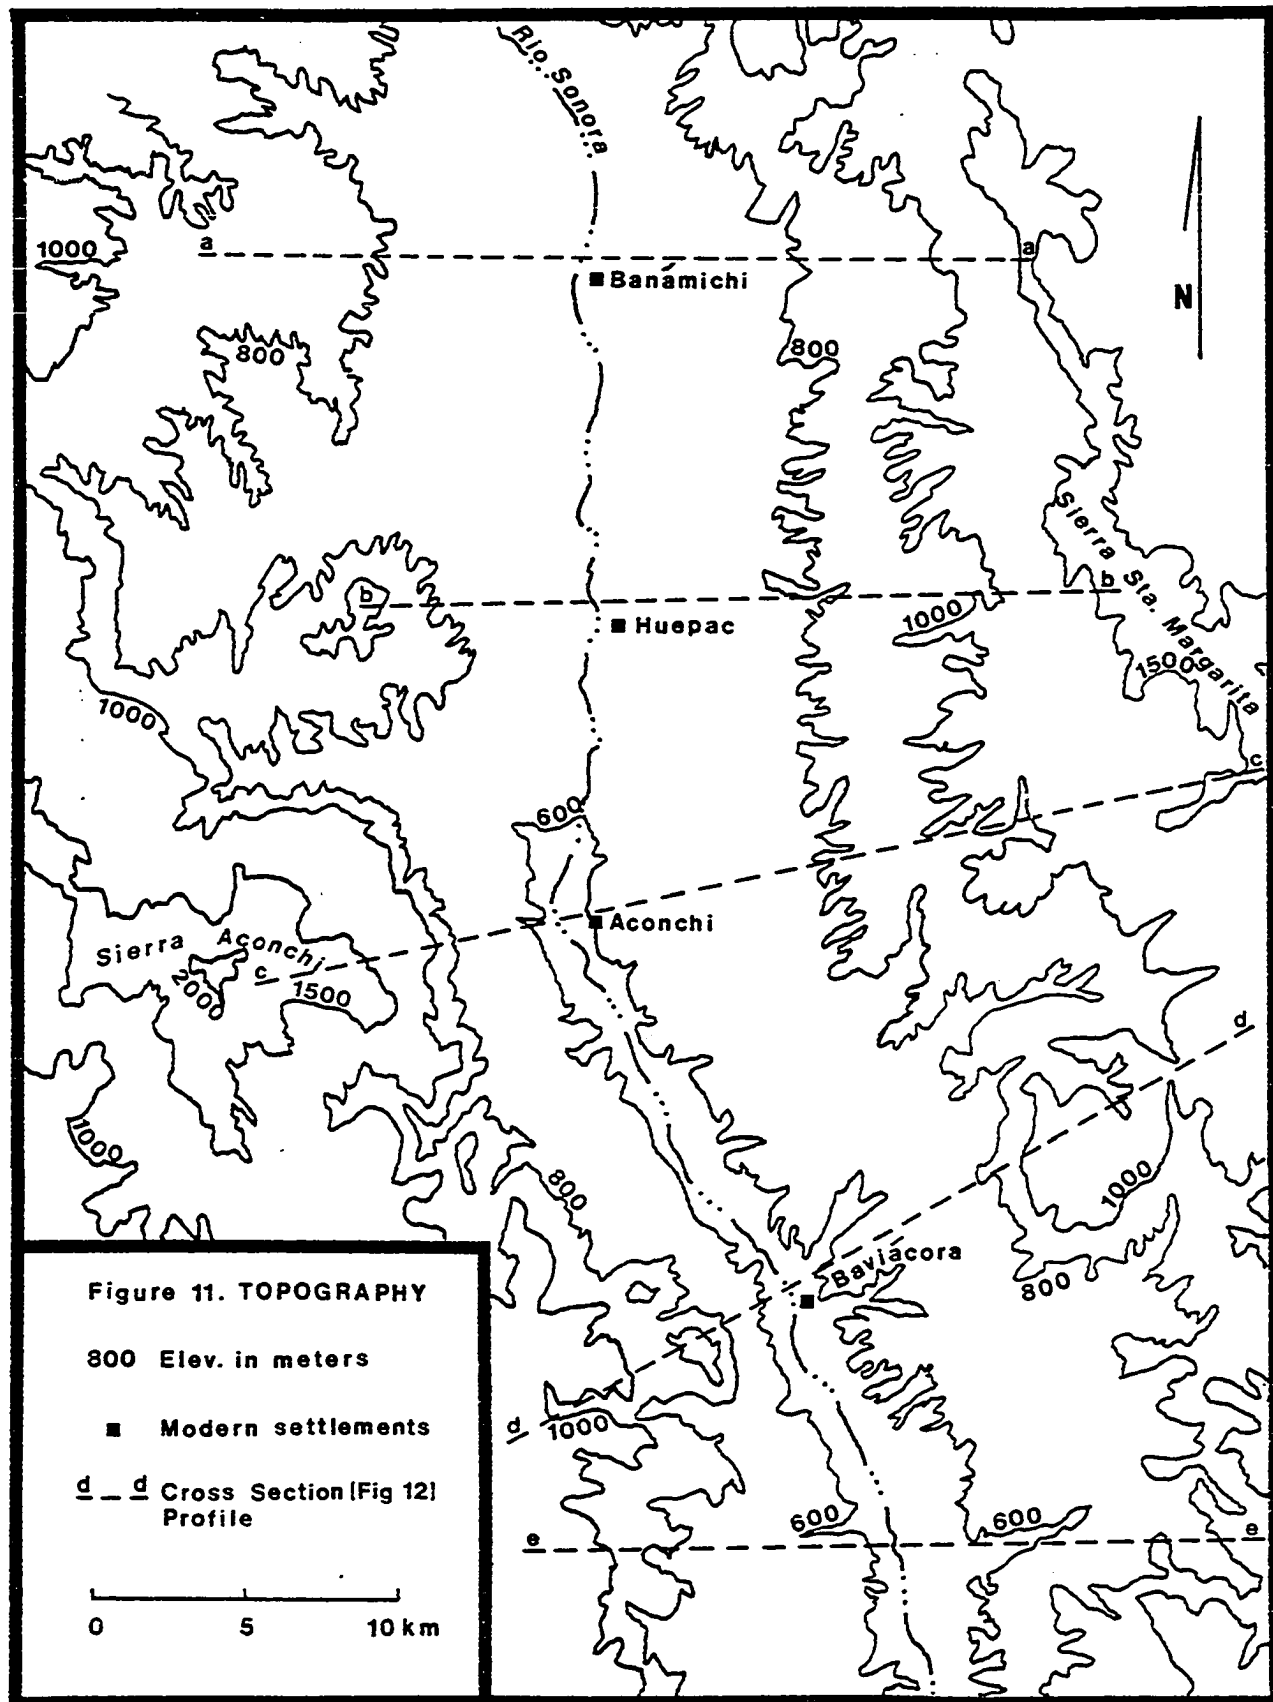 Rio Sonora
1000
a
a
Banámichi
N
800
800
Sierra Sta. Margarita
b
b
1000
Huepac
1500
1000
c
600
Aconchi
Sierra Aconchi
2000
c
1500
d
1000
800
1000
Baviácora
800
d
1000
600
600
e
e
Figure 11. TOPOGRAPHY
800 Elev. in meters
Modern settlements
d d Cross Section [Fig 12]
Profile
0 5 10 km